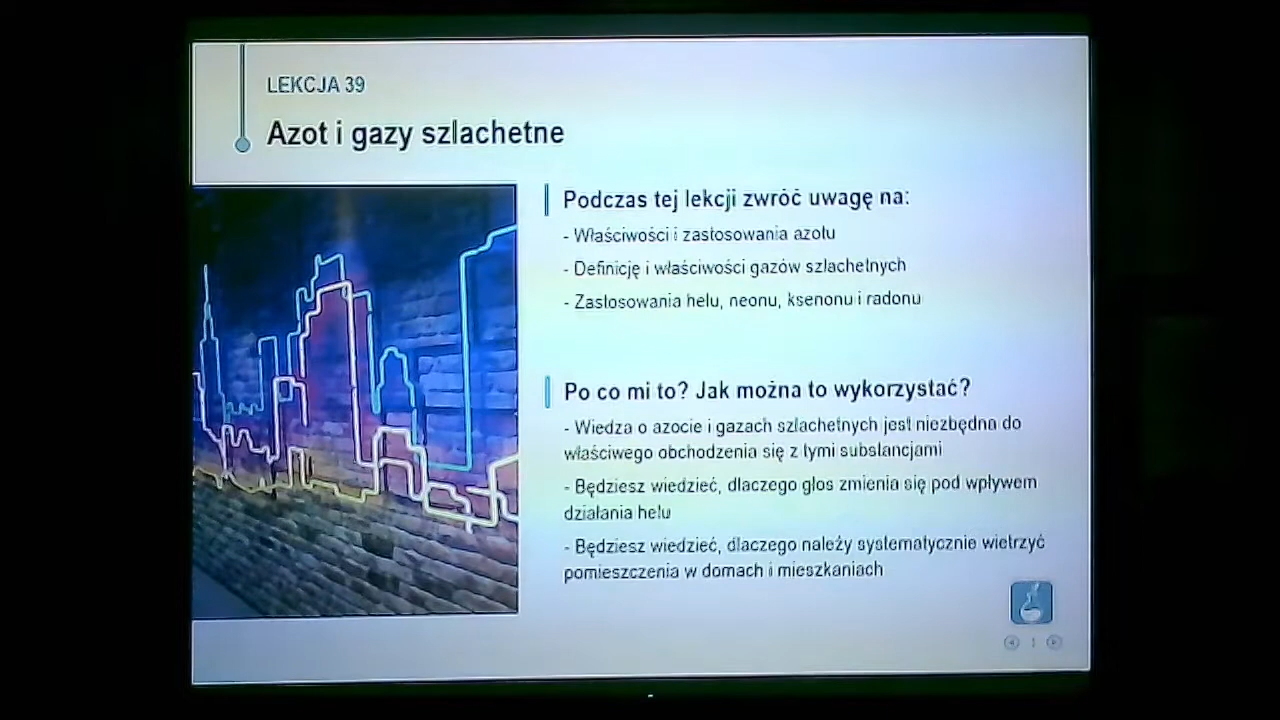 LEKCJA 39
Azot i gazy szlachetne
Podczas tej lekcji zwróć uwagę na:
- Właściwości i zastosowania azotu
- Definicję i właściwości gazów szlachetnych
- Zastosowania helu, neonu, ksenonu i radonu
Po co mi to? Jak można to wykorzystać?
- Wiedza o azocie i gazach szlachetnych jest niezbędna do
właściwego obchodzenia się z tymi substancjami
- Będziesz wiedzieć, dlaczego głos zmienia się pod wpływem
działania helu
- Będziesz wiedzieć, dlaczego należy systematycznie wietrzyć
pomieszczenia w domach i mieszkaniach
1